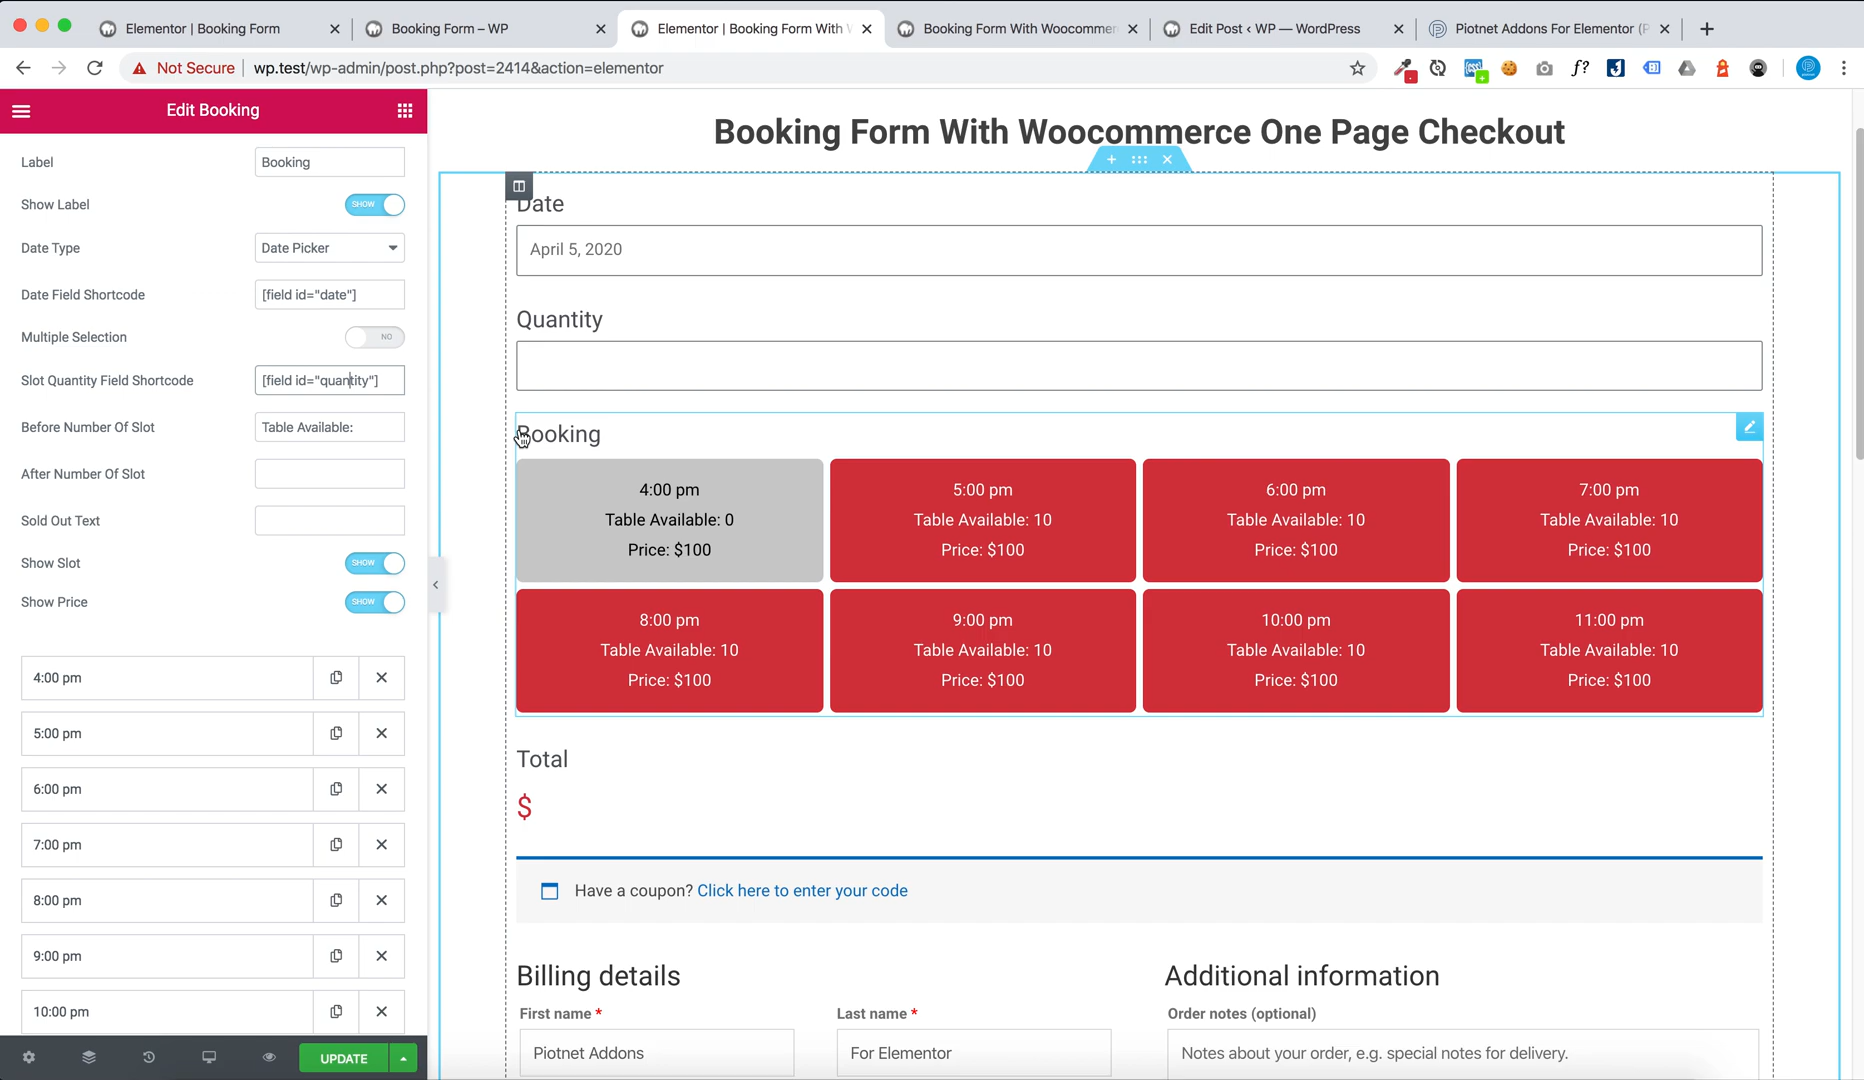 Elementor | Booking Form
Booking Form – WP
Elementor | Booking Form With
Booking Form With Woocommer
Edit Post ‹ WP — WordPress
Piotnet Addons For Elementor (P
Not Secure
wp.test/wp-admin/post.php?post=2414&action=elementor
Edit Booking
Label
Booking
Show Label
SHOW
Date Type
Date Picker
Date Field Shortcode
[field id="date"]
Multiple Selection
NO
Slot Quantity Field Shortcode
[field id="quantity"]
Before Number Of Slot
Table Available:
After Number Of Slot
Sold Out Text
Show Slot
SHOW
Show Price
SHOW
4:00 pm
5:00 pm
6:00 pm
7:00 pm
8:00 pm
9:00 pm
10:00 pm
UPDATE
Booking Form With Woocommerce One Page Checkout
Date
April 5, 2020
Quantity
Booking
4:00 pm
Table Available: 0
Price: $100
5:00 pm
Table Available: 10
Price: $100
6:00 pm
Table Available: 10
Price: $100
7:00 pm
Table Available: 10
Price: $100
8:00 pm
Table Available: 10
Price: $100
9:00 pm
Table Available: 10
Price: $100
10:00 pm
Table Available: 10
Price: $100
11:00 pm
Table Available: 10
Price: $100
Total
$
Have a coupon? Click here to enter your code
Billing details
First name *
Piotnet Addons
Last name *
For Elementor
Additional information
Order notes (optional)
Notes about your order, e.g. special notes for delivery.